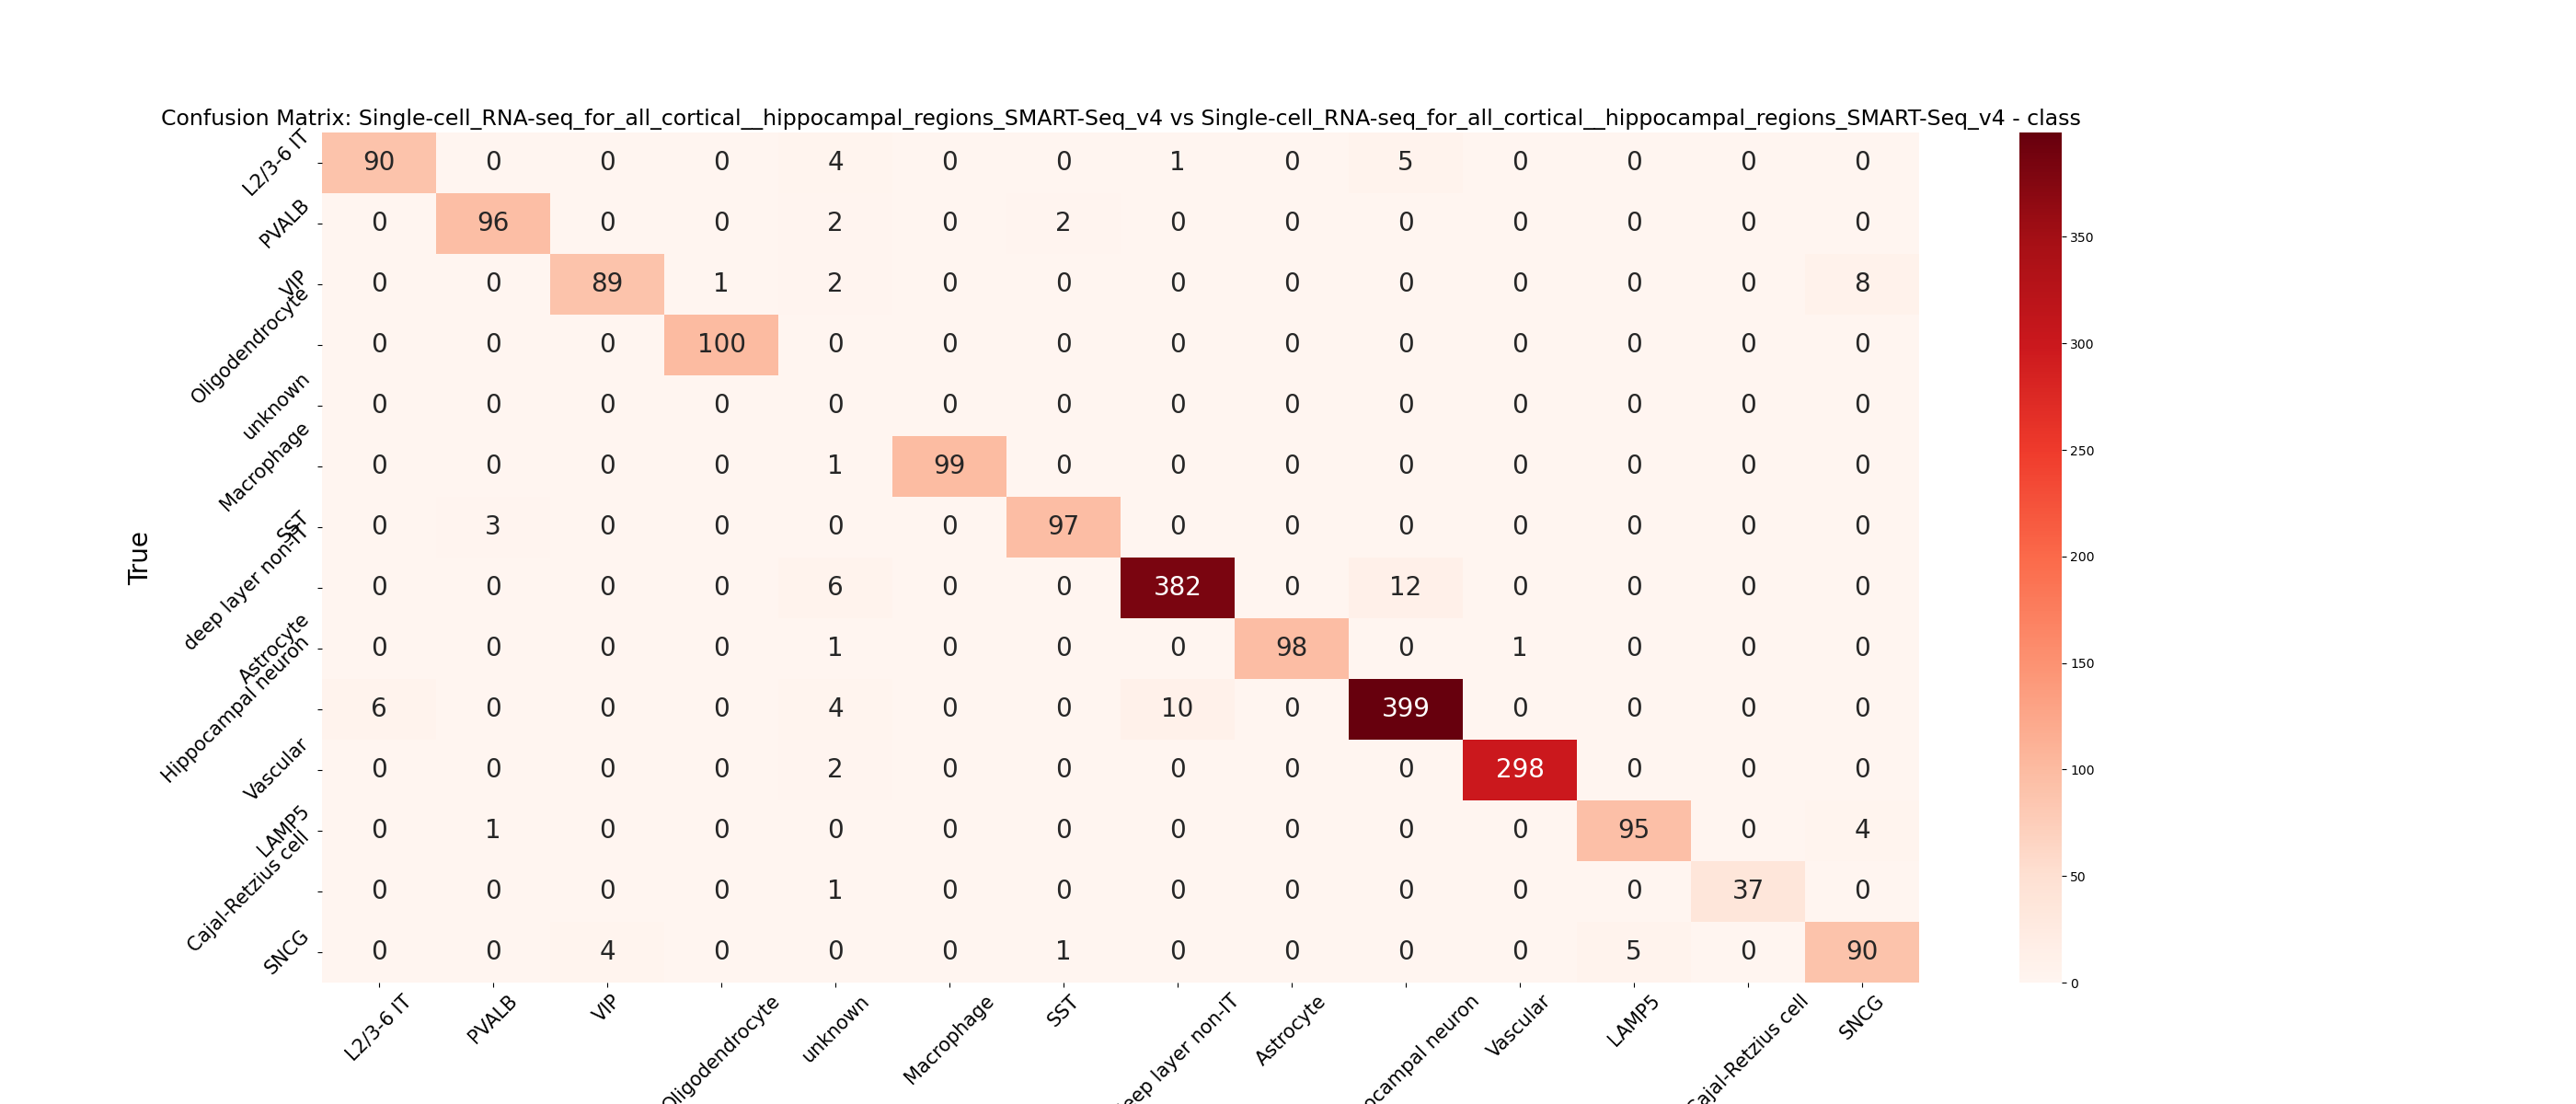 Confusion Matrix: Single-cell_RNA-seq_for_all_cortical__hippocampal_regions_SMART-Seq_v4 vs Single-cell_RNA-seq_for_all_cortical__hippocampal_regions_SMART-Seq_v4 - class
True
L2/3-6 IT 90 0 0 0 4 0 0 1 0 5 0 0 0 0
PVALB 0 96 0 0 2 0 2 0 0 0 0 0 0 0
VIP 0 0 89 1 2 0 0 0 0 0 0 0 0 8
Oligodendrocyte 0 0 0 100 0 0 0 0 0 0 0 0 0 0
unknown 0 0 0 0 0 0 0 0 0 0 0 0 0 0
Macrophage 0 0 0 0 1 99 0 0 0 0 0 0 0 0
SST 0 3 0 0 0 0 97 0 0 0 0 0 0 0
deep layer non-IT 0 0 0 0 6 0 0 382 0 12 0 0 0 0
Astrocyte 0 0 0 0 1 0 0 0 98 0 1 0 0 0
Hippocampal neuron 6 0 0 0 4 0 0 10 0 399 0 0 0 0
Vascular 0 0 0 0 2 0 0 0 0 0 298 0 0 0
LAMP5 0 1 0 0 0 0 0 0 0 0 0 95 0 4
Cajal-Retzius cell 0 0 0 0 1 0 0 0 0 0 0 0 37 0
SNCG 0 0 4 0 0 0 1 0 0 0 0 5 0 90
L2/3-6 IT PVALB VIP Oligodendrocyte unknown Macrophage SST eep layer non-IT Astrocyte ocampal neuron Vascular LAMP5 Cajal-Retzius cell SNCG
350
300
250
200
150
100
50
0